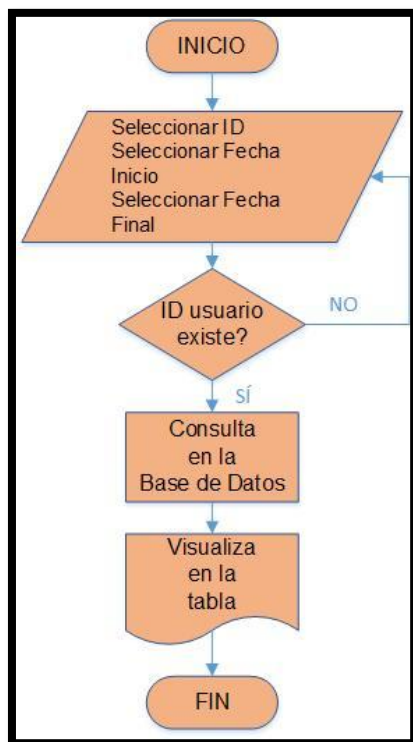 INICIO
Seleccionar ID
Seleccionar Fecha
Inicio
Seleccionar Fecha
Final
ID usuario
existe?
NO
SÍ
Consulta
en la
Base de Datos
Visualiza
en la
tabla
FIN